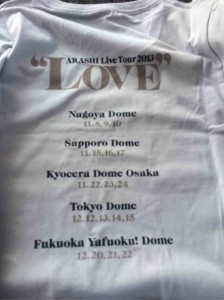 ARASHI Live Tour 2013
"LOVE"
Nagoya Dome
11.8,9,10
Sapporo Dome
11.15,16,17
Kyocera Dome Osaka
11.22,23,24
Tokyo Dome
12.12,13,14,15
Fukuoka Yafuoku! Dome
12.20,21,22